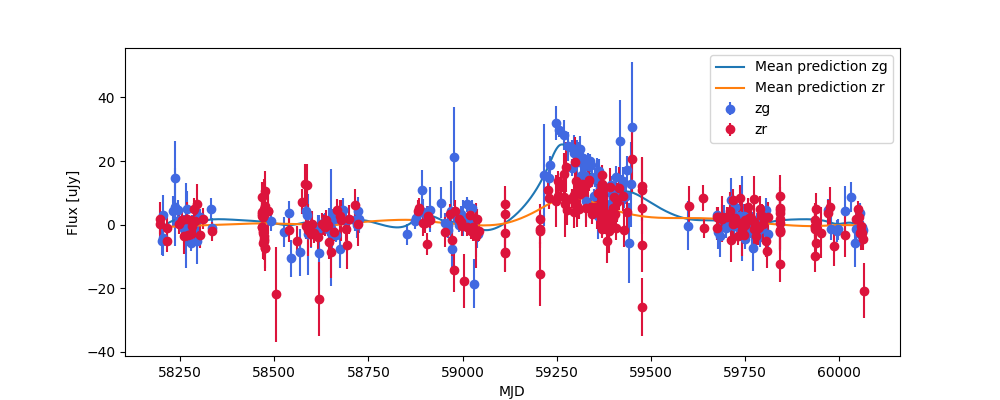 Mean prediction zg
Mean prediction zr
zg
zr
Flux [uJy]
40
20
0
−20
−40
58250
58500
58750
59000
59250
59500
59750
60000
MJD